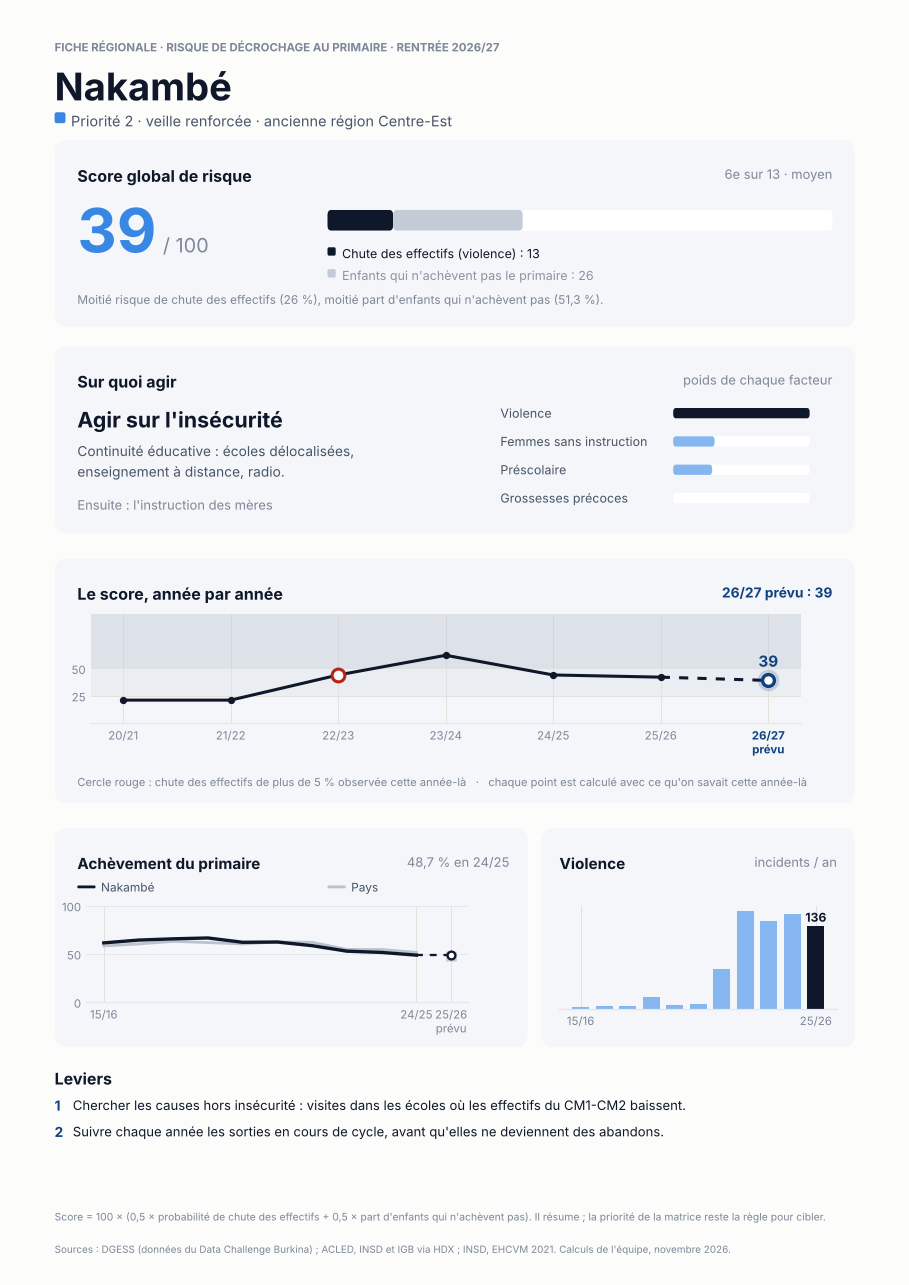 FICHE RÉGIONALE · RISQUE DE DÉCROCHAGE AU PRIMAIRE · RENTRÉE 2026/27
Nakambé
Priorité 2 · veille renforcée · ancienne région Centre-Est
Score global de risque
6e sur 13 · moyen
39 / 100
Chute des effectifs (violence) : 13
Enfants qui n'achèvent pas le primaire : 26
Moitié risque de chute des effectifs (26 %), moitié part d'enfants qui n'achèvent pas (51,3 %).
Sur quoi agir
poids de chaque facteur
Agir sur l'insécurité
Continuité éducative : écoles délocalisées,
enseignement à distance, radio.
Ensuite : l'instruction des mères
Violence
Femmes sans instruction
Préscolaire
Grossesses précoces
Le score, année par année
26/27 prévu : 39
50
25
39
20/21
21/22
22/23
23/24
24/25
25/26
26/27
prévu
Cercle rouge : chute des effectifs de plus de 5 % observée cette année-là · chaque point est calculé avec ce qu'on savait cette année-là
Achèvement du primaire
48,7 % en 24/25
Nakambé
Pays
100
50
0
15/16
24/25
25/26
prévu
Violence
incidents / an
136
15/16
25/26
Leviers
1 Chercher les causes hors insécurité : visites dans les écoles où les effectifs du CM1-CM2 baissent.
2 Suivre chaque année les sorties en cours de cycle, avant qu'elles ne deviennent des abandons.
Score = 100 × (0,5 × probabilité de chute des effectifs + 0,5 × part d'enfants qui n'achèvent pas). Il résume ; la priorité de la matrice reste la règle pour cibler.
Sources : DGESS (données du Data Challenge Burkina) ; ACLED, INSD et IGB via HDX ; INSD, EHCVM 2021. Calculs de l'équipe, novembre 2026.